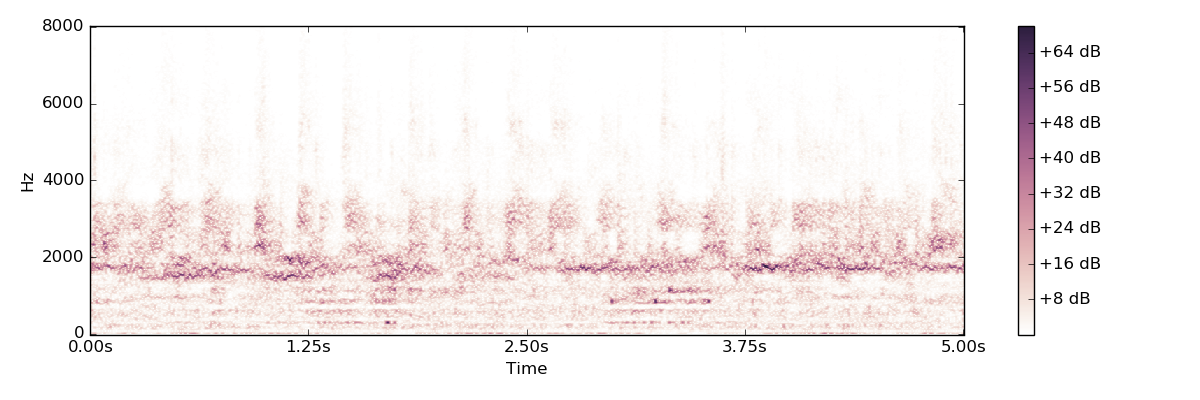 8000
6000
4000
2000
0
Hz
0.00s 1.25s 2.50s 3.75s 5.00s
Time
+64 dB
+56 dB
+48 dB
+40 dB
+32 dB
+24 dB
+16 dB
+8 dB